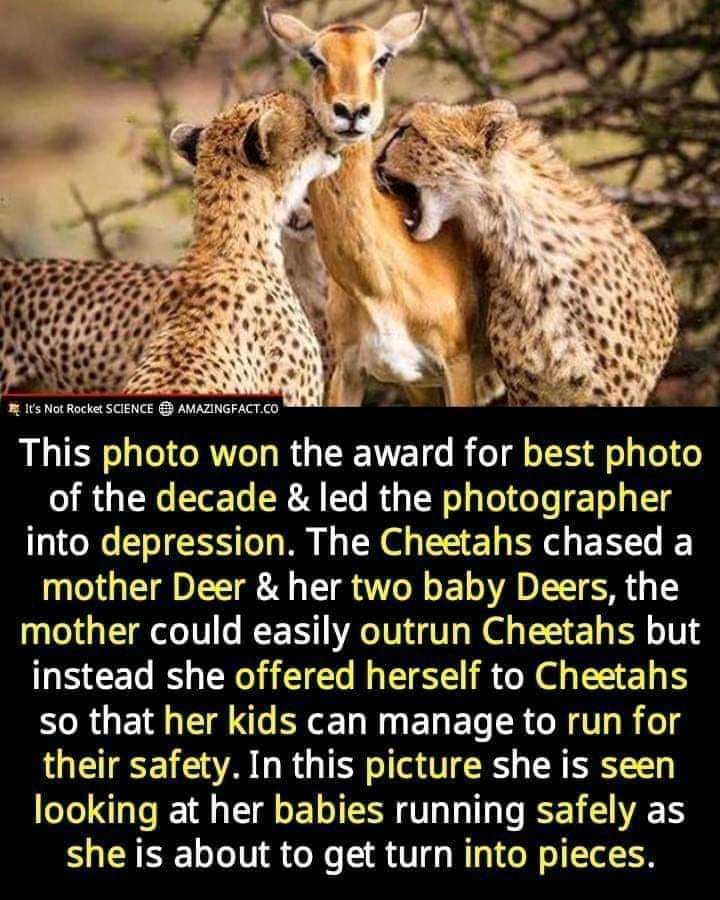 It's Not Rocket SCIENCE AMAZINGFACT.CO
This photo won the award for best photo
of the decade & led the photographer
into depression. The Cheetahs chased a
mother Deer & her two baby Deers, the
mother could easily outrun Cheetahs but
instead she offered herself to Cheetahs
so that her kids can manage to run for
their safety. In this picture she is seen
looking at her babies running safely as
she is about to get turn into pieces.